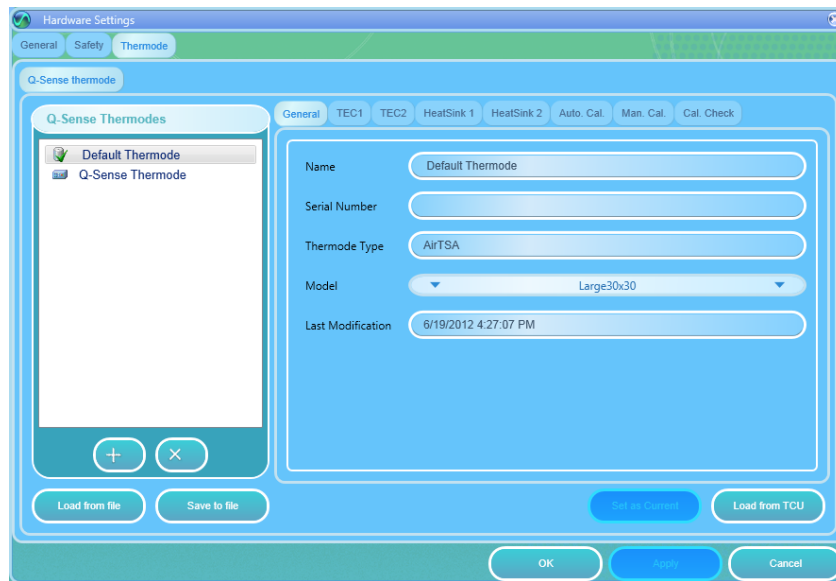 Hardware Settings
General Safety Thermode
Q-Sense thermode
Q-Sense Thermodes
General TEC1 TEC2 HeatSink 1 HeatSink 2 Auto. Cal. Man. Cal. Cal. Check
Default Thermode
Q-Sense Thermode
Name Default Thermode
Serial Number
Thermode Type AirTSA
Model Large30x30
Last Modification 6/19/2012 4:27:07 PM
Load from file Save to file Set as Current Load from TCU
OK Apply Cancel